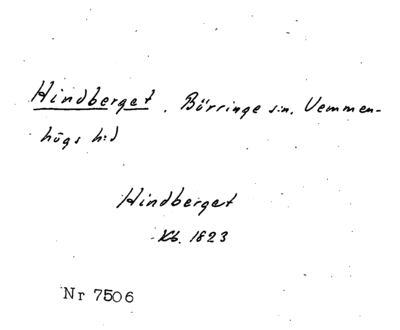 Hindberget. Börringe s:n, Vemmen-
högs h:d
Hindberget
Kb. 1823
Nr 7506